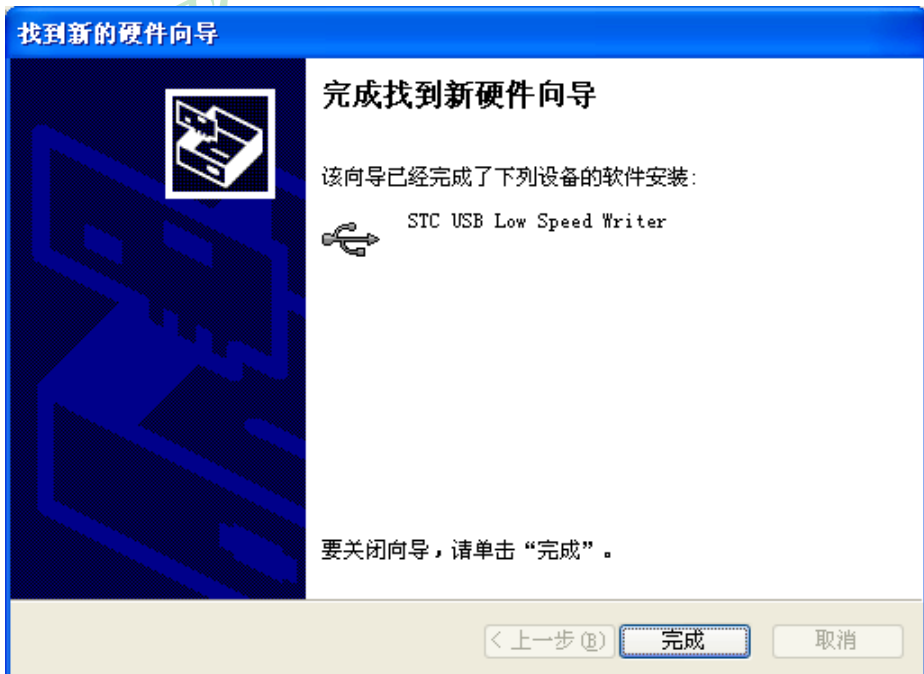 找到新的硬件向导
完成找到新硬件向导
该向导已经完成了下列设备的软件安装:
STC USB Low Speed Writer
要关闭向导，请单击“完成”。
< 上一步(B)
完成
取消